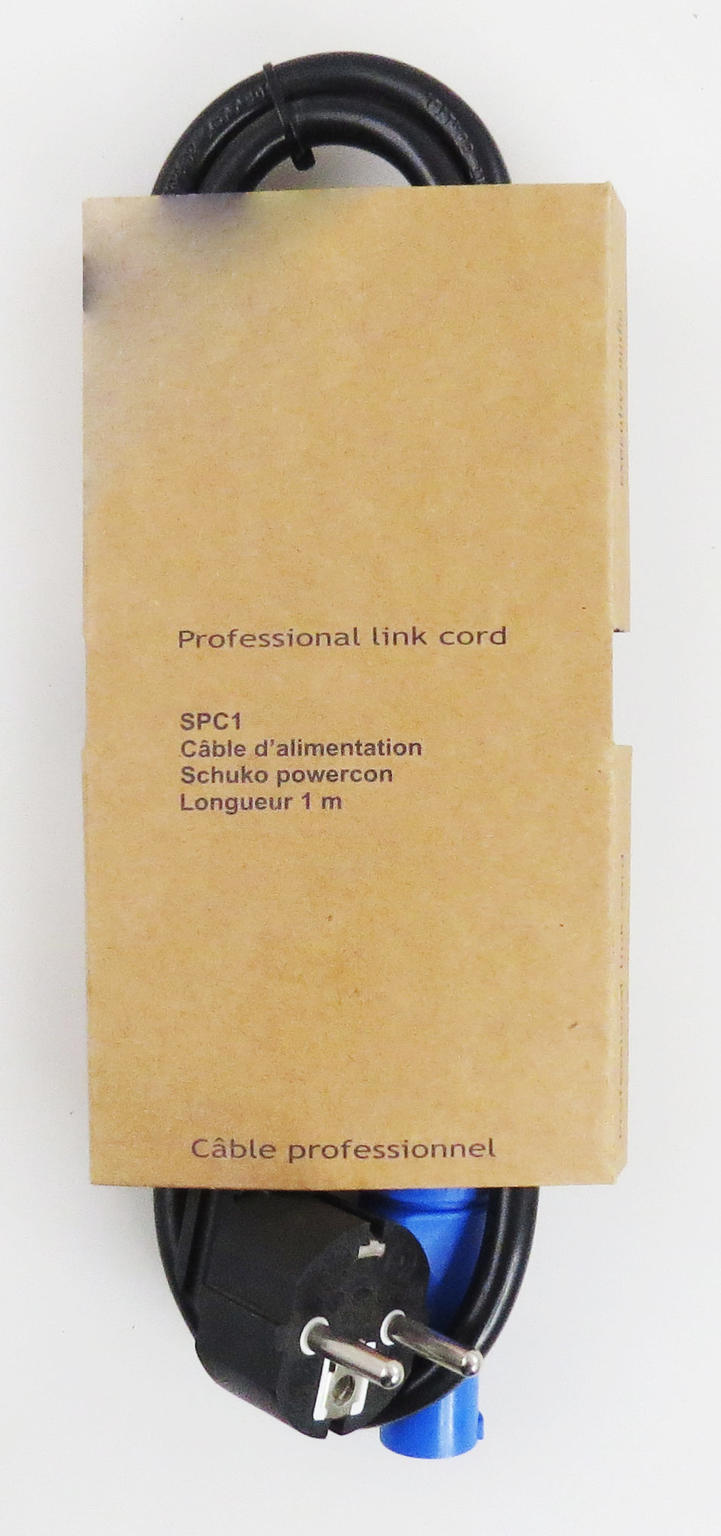 Professional link cord
SPC1
Câble d'alimentation
Schuko powercon
Longueur 1 m
Câble professionnel